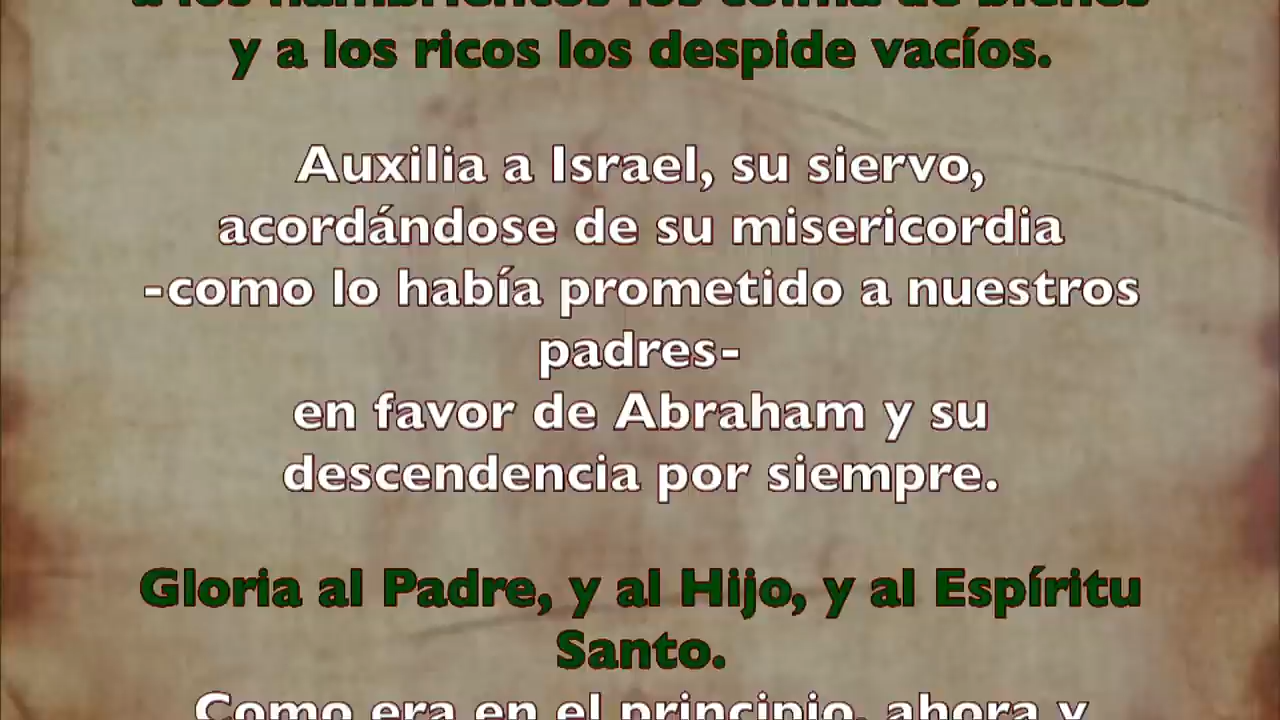 a los hambrientos los colma de bienes
y a los ricos los despide vacíos.
Auxilia a Israel, su siervo,
acordándose de su misericordia
-como lo había prometido a nuestros
padres-
en favor de Abraham y su
descendencia por siempre.
Gloria al Padre, y al Hijo, y al Espíritu
Santo.
Como era en el principio, ahora y